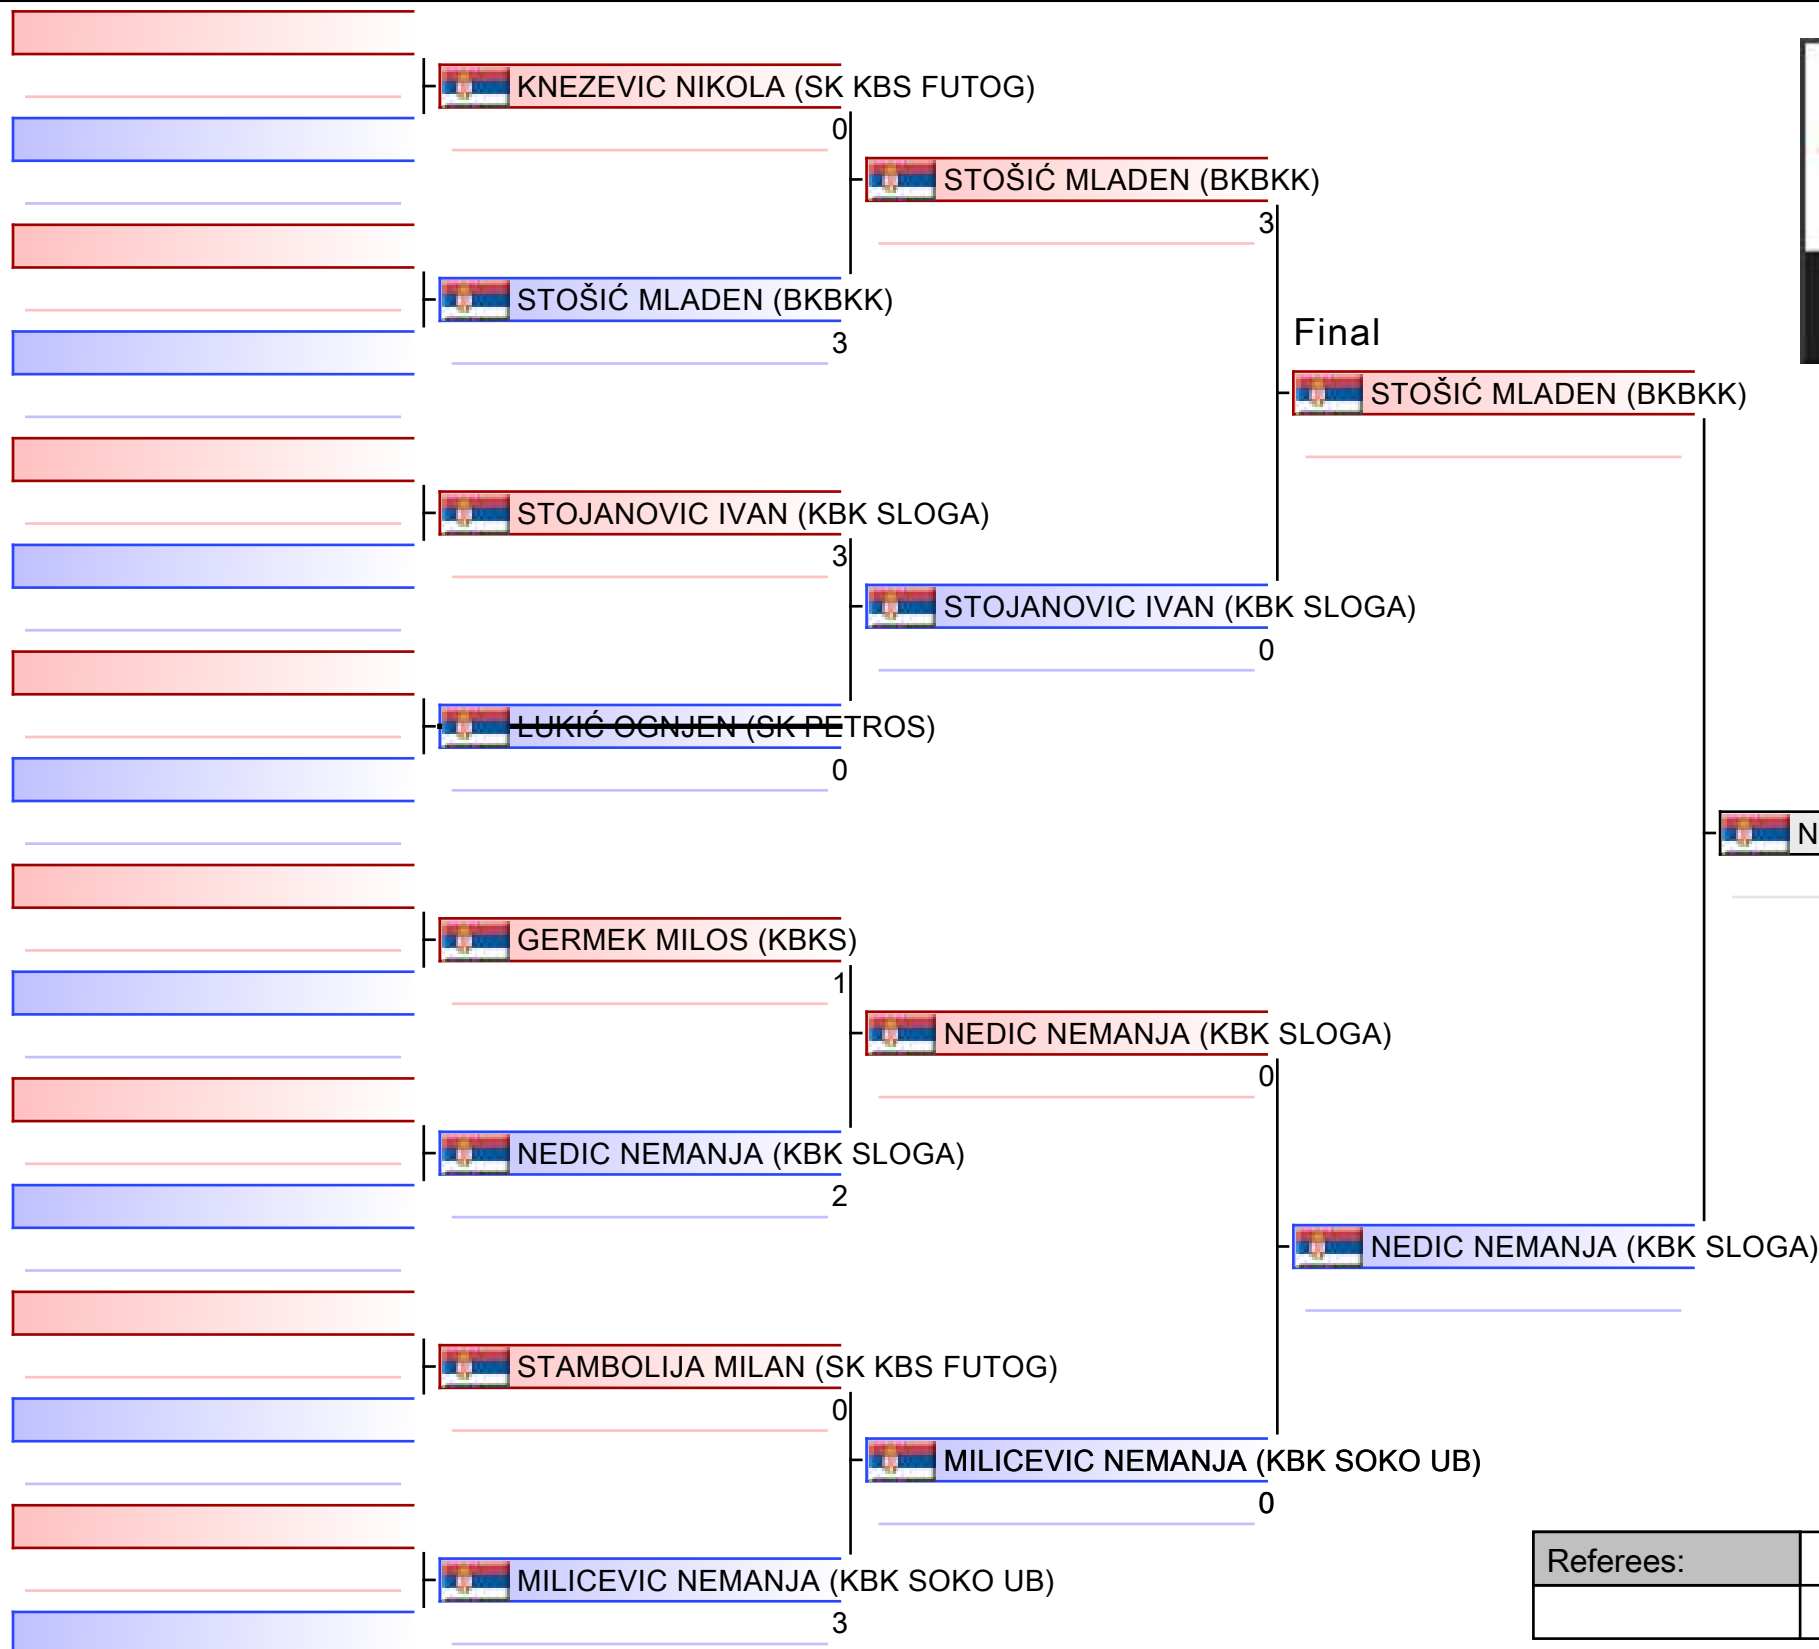 KNEZEVIC NIKOLA (SK KBS FUTOG)
0
STOŠIĆ MLADEN (BKBKK)
3
STOŠIĆ MLADEN (BKBKK)
3
Final
STOŠIĆ MLADEN (BKBKK)
STOJANOVIC IVAN (KBK SLOGA)
3
STOJANOVIC IVAN (KBK SLOGA)
0
LUKIĆ OGNJEN (SK PETROS)
0
N
GERMEK MILOS (KBKS)
1
NEDIC NEMANJA (KBK SLOGA)
0
NEDIC NEMANJA (KBK SLOGA)
2
NEDIC NEMANJA (KBK SLOGA)
STAMBOLIJA MILAN (SK KBS FUTOG)
0
MILICEVIC NEMANJA (KBK SOKO UB)
0
MILICEVIC NEMANJA (KBK SOKO UB)
3
Referees: